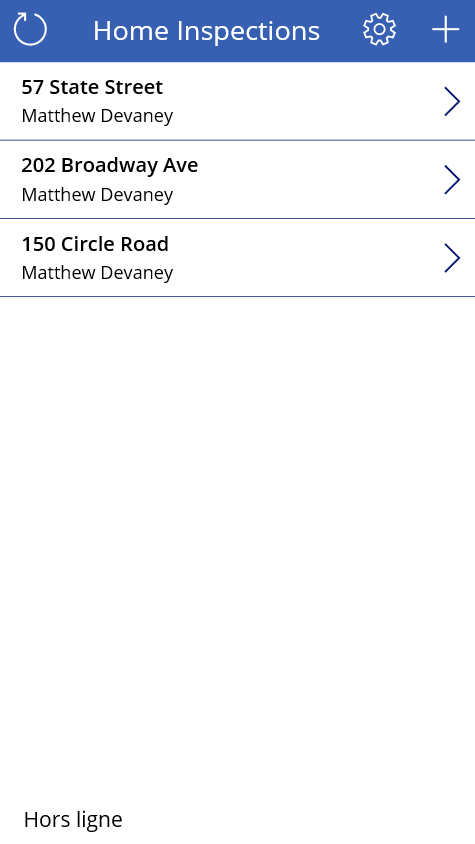 Home Inspections
57 State Street
Matthew Devaney
202 Broadway Ave
Matthew Devaney
150 Circle Road
Matthew Devaney
Hors ligne